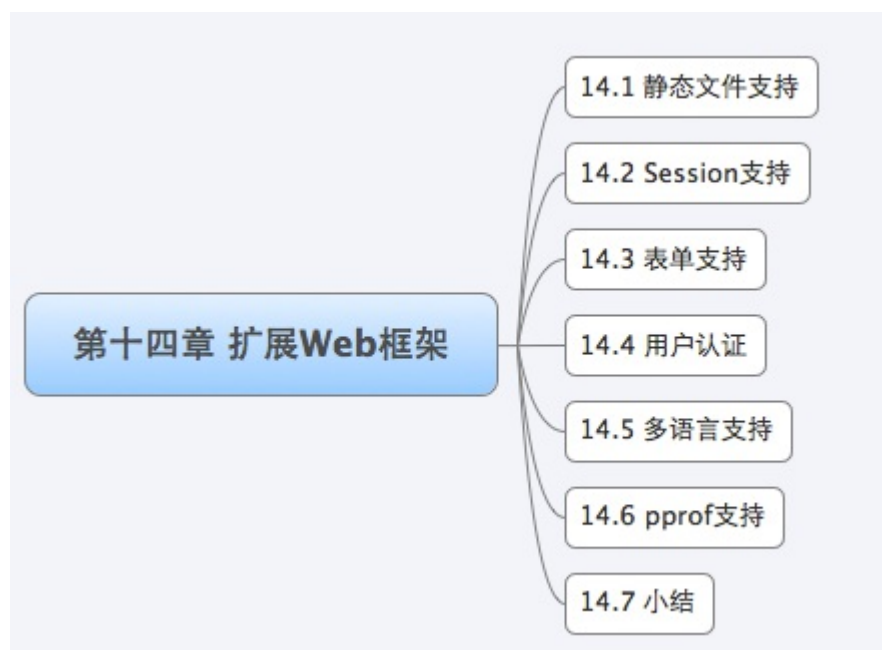 14.1 静态文件支持
14.2 Session支持
14.3 表单支持
第十四章 扩展Web框架
14.4 用户认证
14.5 多语言支持
14.6 pprof支持
14.7 小结